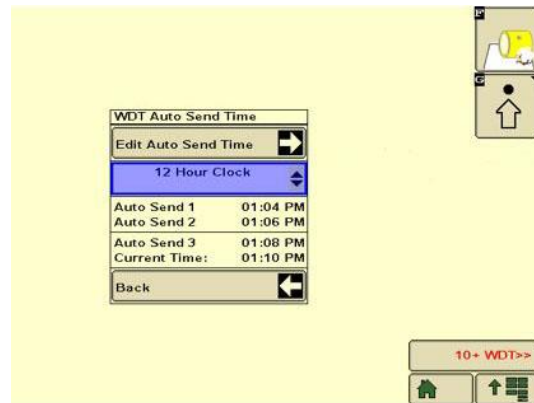 F
WDT Auto Send Time
G
Edit Auto Send Time
12 Hour Clock
Auto Send 1 01:04 PM
Auto Send 2 01:06 PM
Auto Send 3 01:08 PM
Current Time: 01:10 PM
Back
10+ WDT>>